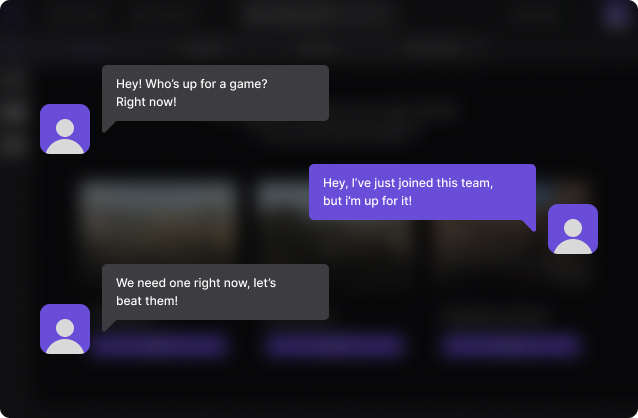 Hey! Who's up for a game?
Right now!
Hey, I've just joined this team,
but i'm up for it!
We need one right now, let's
beat them!